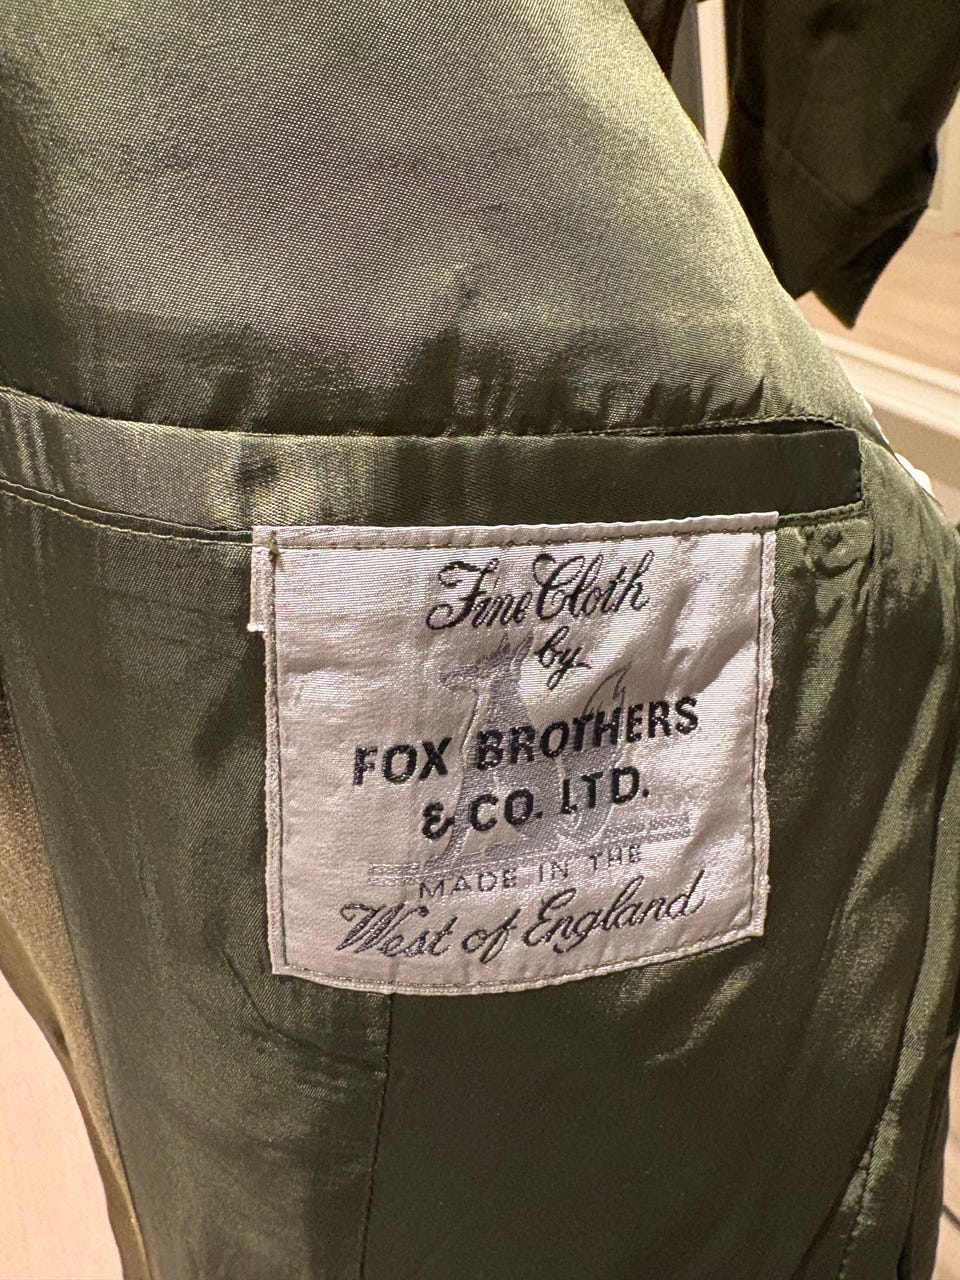 Fine Cloth
by
FOX BROTHERS
& CO. LTD.
MADE IN THE
West of England